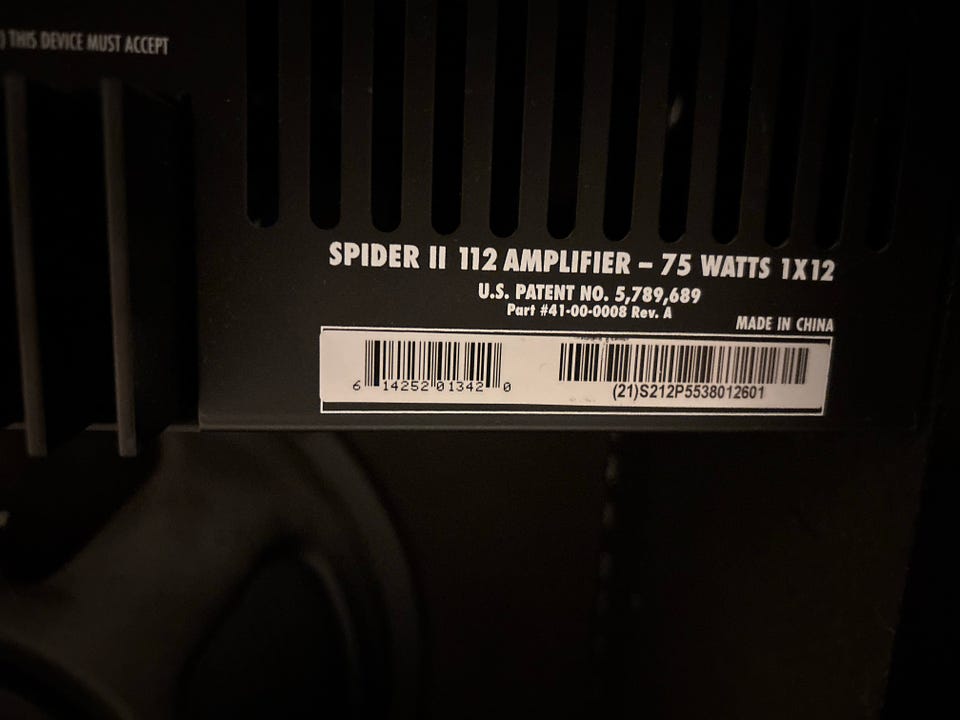 ) THIS DEVICE MUST ACCEPT
SPIDER II 112 AMPLIFIER – 75 WATTS 1X12
U.S. PATENT NO. 5,789,689
Part #41-00-0008 Rev. A
MADE IN CHINA
6 14252 01342 0
(21)S212P5538012601